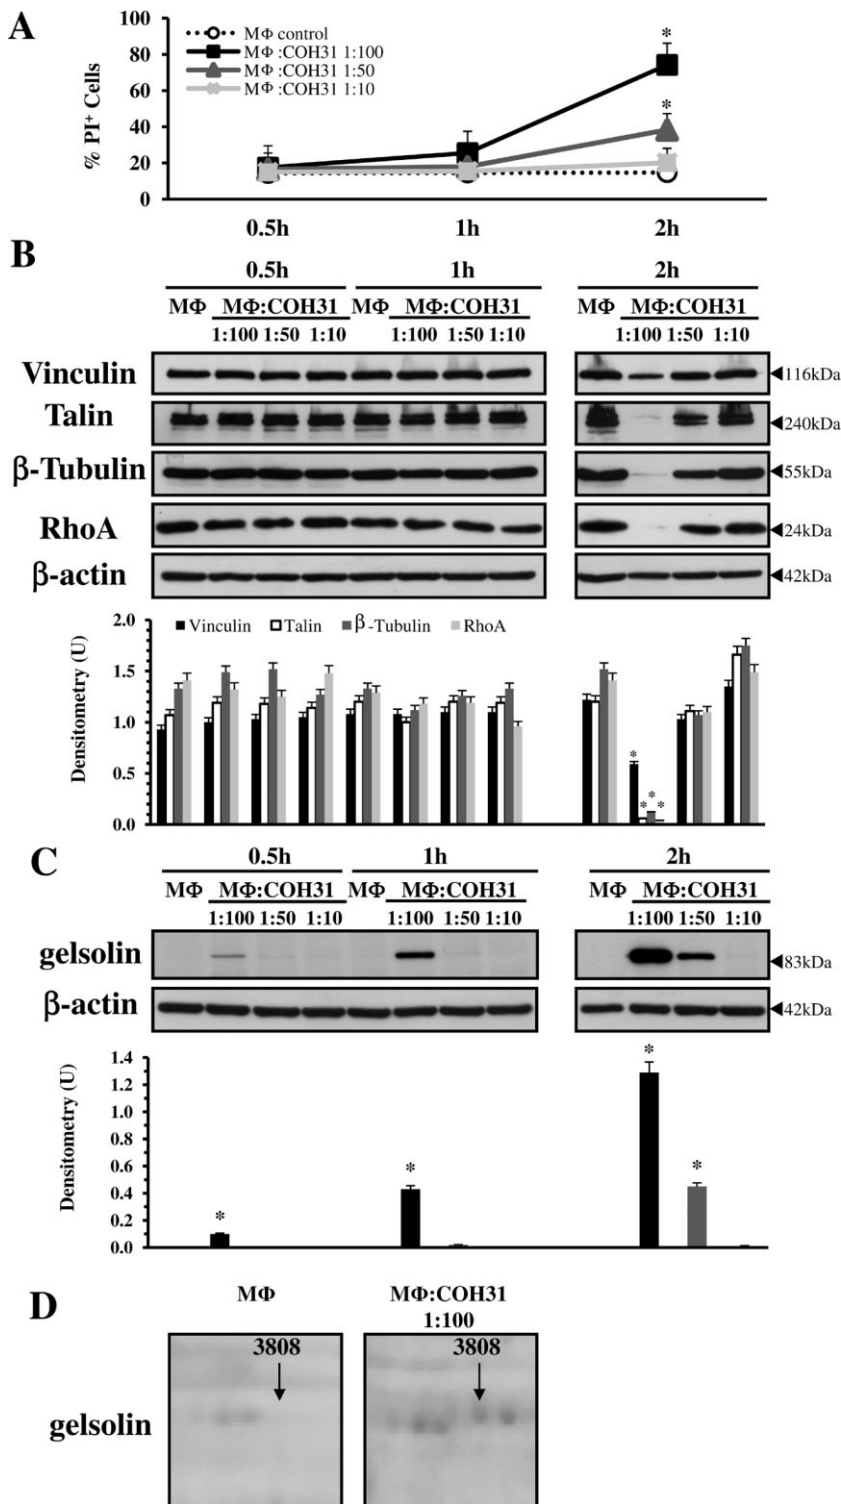 A
% PI+ Cells
100
80
60
40
20
0
MΦ control
MΦ :COH31 1:100
MΦ :COH31 1:50
MΦ :COH31 1:10
*
*
0.5h 1h 2h
B
0.5h 1h 2h
MΦ MΦ:COH31 MΦ MΦ:COH31 MΦ MΦ:COH31
1:100 1:50 1:10 1:100 1:50 1:10 1:100 1:50 1:10
Vinculin 116kDa
Talin 240kDa
β-Tubulin 55kDa
RhoA 24kDa
β-actin 42kDa
Densitometry (U)
2.0
1.5
1.0
0.5
0.0
Vinculin Talin β-Tubulin RhoA
*
*
* *
C
0.5h 1h 2h
MΦ MΦ:COH31 MΦ MΦ:COH31 MΦ MΦ:COH31
1:100 1:50 1:10 1:100 1:50 1:10 1:100 1:50 1:10
gelsolin 83kDa
β-actin 42kDa
Densitometry (U)
1.4
1.2
1.0
0.8
0.6
0.4
0.2
0.0
*
*
*
*
D
MΦ MΦ:COH31
1:100
3808 3808
gelsolin